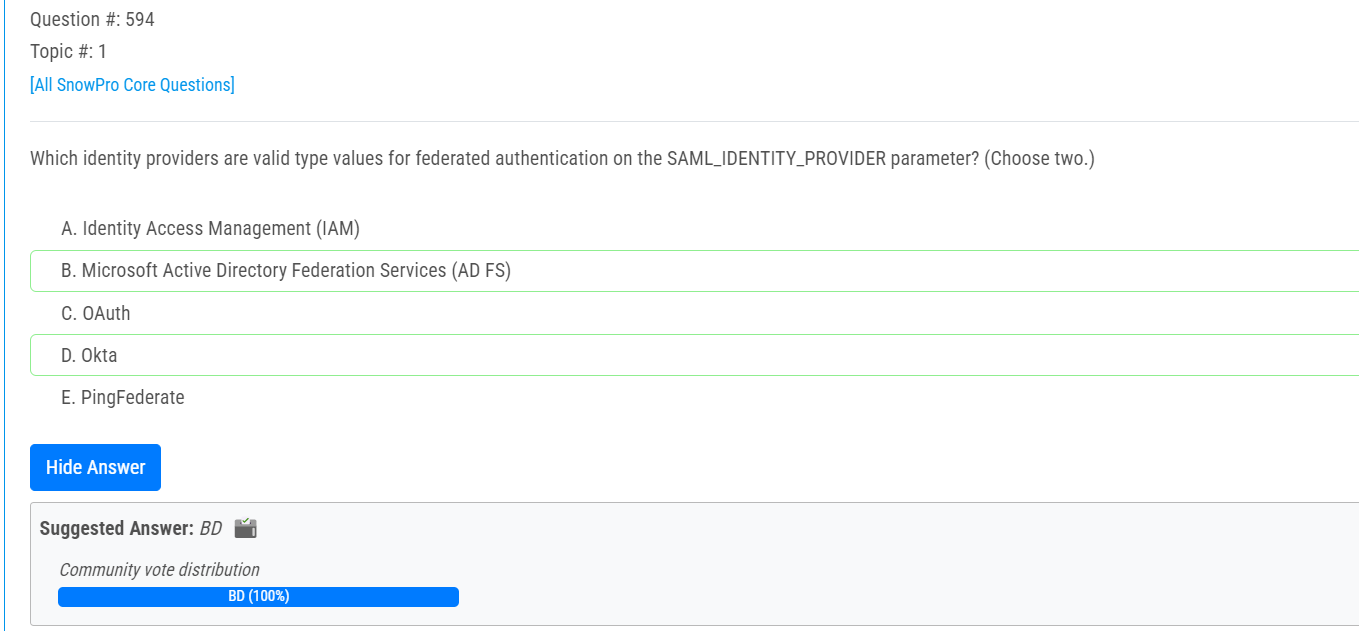 Question #: 594
Topic #: 1
[All SnowPro Core Questions]
Which identity providers are valid type values for federated authentication on the SAML_IDENTITY_PROVIDER parameter? (Choose two.)
A. Identity Access Management (IAM)
B. Microsoft Active Directory Federation Services (AD FS)
C. OAuth
D. Okta
E. PingFederate
Hide Answer
Suggested Answer: BD
Community vote distribution
BD (100%)